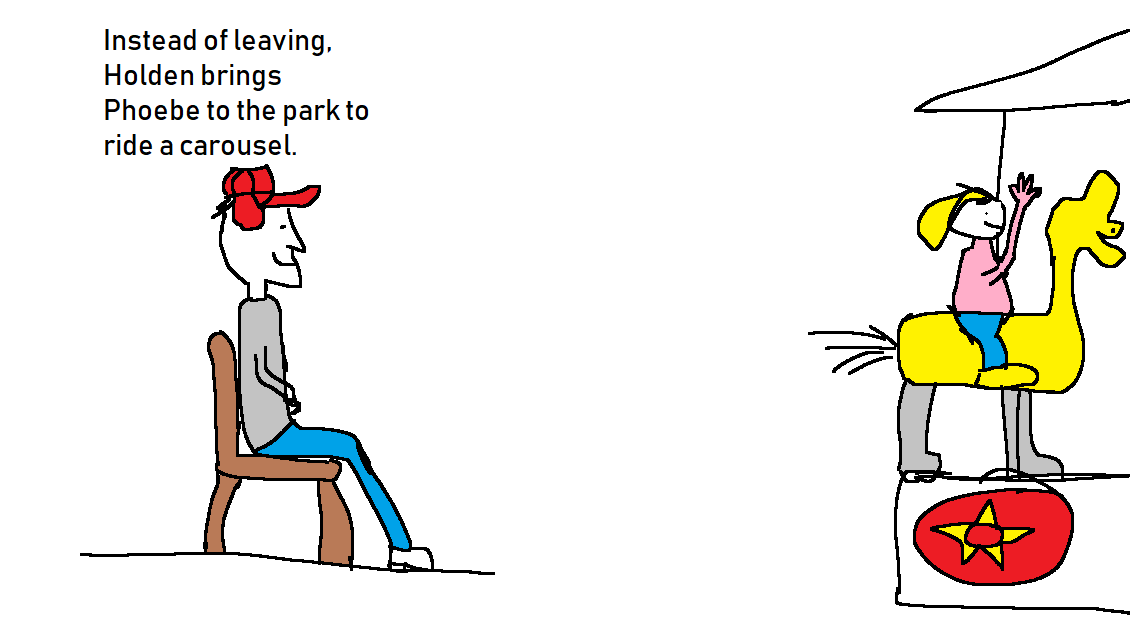 Instead of leaving,
Holden brings
Phoebe to the park to
ride a carousel.